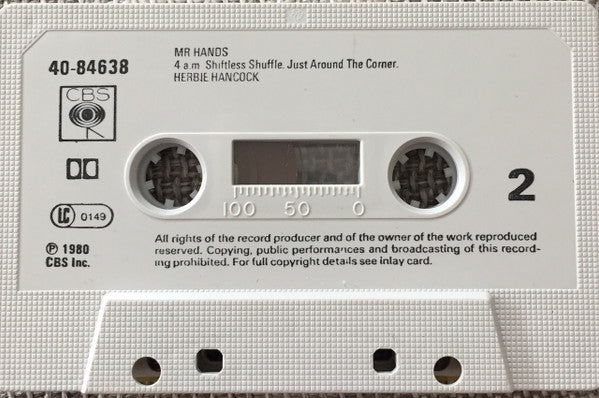 MR HANDS
4 a.m Shiftless Shuffle. Just Around The Corner.
HERBIE HANCOCK
40-84638
CBS
LC 0149
℗ 1980
CBS Inc.
2
100 50 0
All rights of the record producer and of the owner of the work reproduced
reserved. Copying, public performances and broadcasting of this record-
ing prohibited. For full copyright details see inlay card.